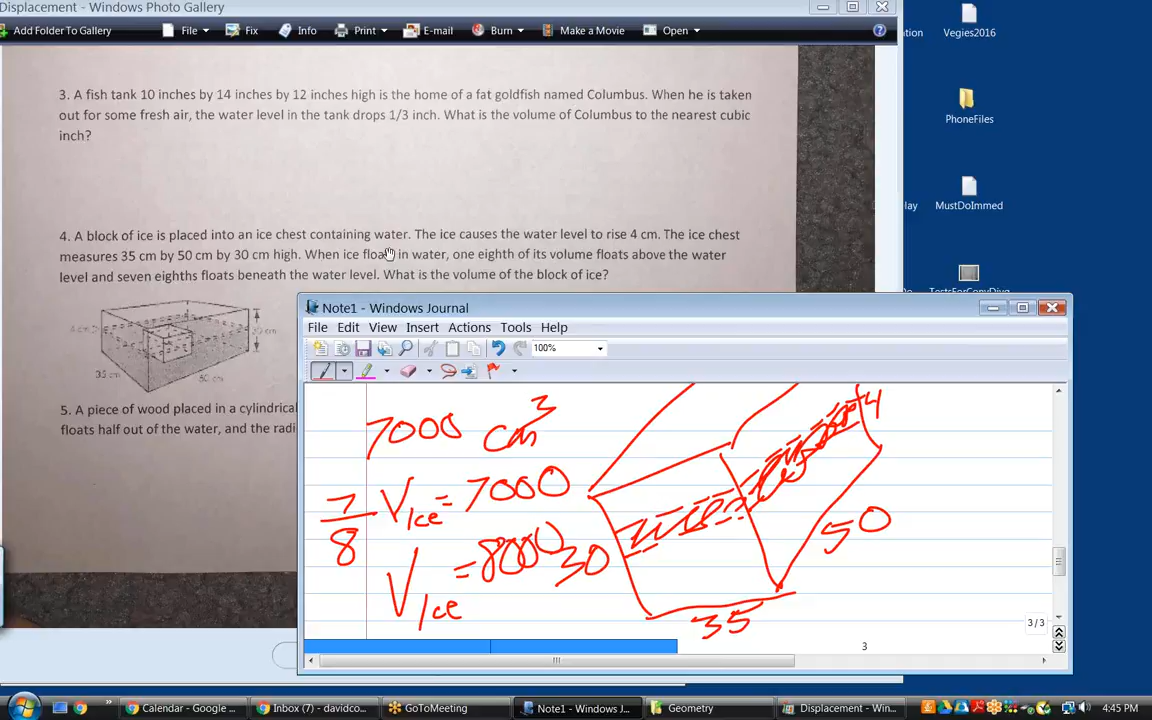 Displacement - Windows Photo Gallery
Add Folder To Gallery File Fix Info Print E-mail Burn Make a Movie Open
3. A fish tank 10 inches by 14 inches by 12 inches high is the home of a fat goldfish named Columbus. When he is taken
out for some fresh air, the water level in the tank drops 1/3 inch. What is the volume of Columbus to the nearest cubic
inch?
4. A block of ice is placed into an ice chest containing water. The ice causes the water level to rise 4 cm. The ice chest
measures 35 cm by 50 cm by 30 cm high. When ice floats in water, one eighth of its volume floats above the water
level and seven eighths floats beneath the water level. What is the volume of the block of ice?
4 cm
30 cm
35 cm
50 cm
5. A piece of wood placed in a cylindrical
floats half out of the water, and the radi
Vegies2016
PhoneFiles
MustDoImmed
Note1 - Windows Journal
File Edit View Insert Actions Tools Help
100%
7000 cm³
7/8 Vice = 7000
Vice = 8000
4
30
50
35
3/3
3
Calendar - Google ... Inbox (7) - davidco... GoToMeeting Note1 - Windows J... Geometry Displacement - Win... 4:45 PM